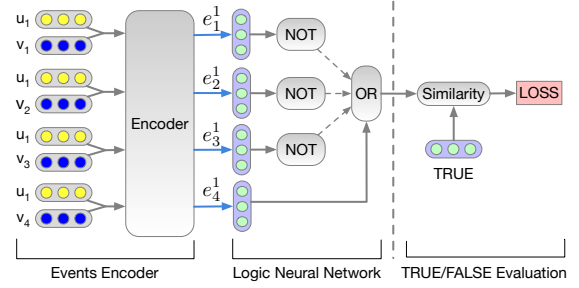 u₁
v₁
u₁
v₂
u₁
v₃
u₁
v₄
Encoder
e₁¹
e₂¹
e₃¹
e₄¹
NOT
NOT
NOT
OR
Similarity
LOSS
TRUE
Events Encoder
Logic Neural Network
TRUE/FALSE Evaluation